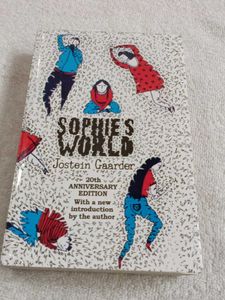 SOPHIE'S
WORLD
Jostein Gaarder
20th
ANNIVERSARY
EDITION
With a new
introduction
by the author